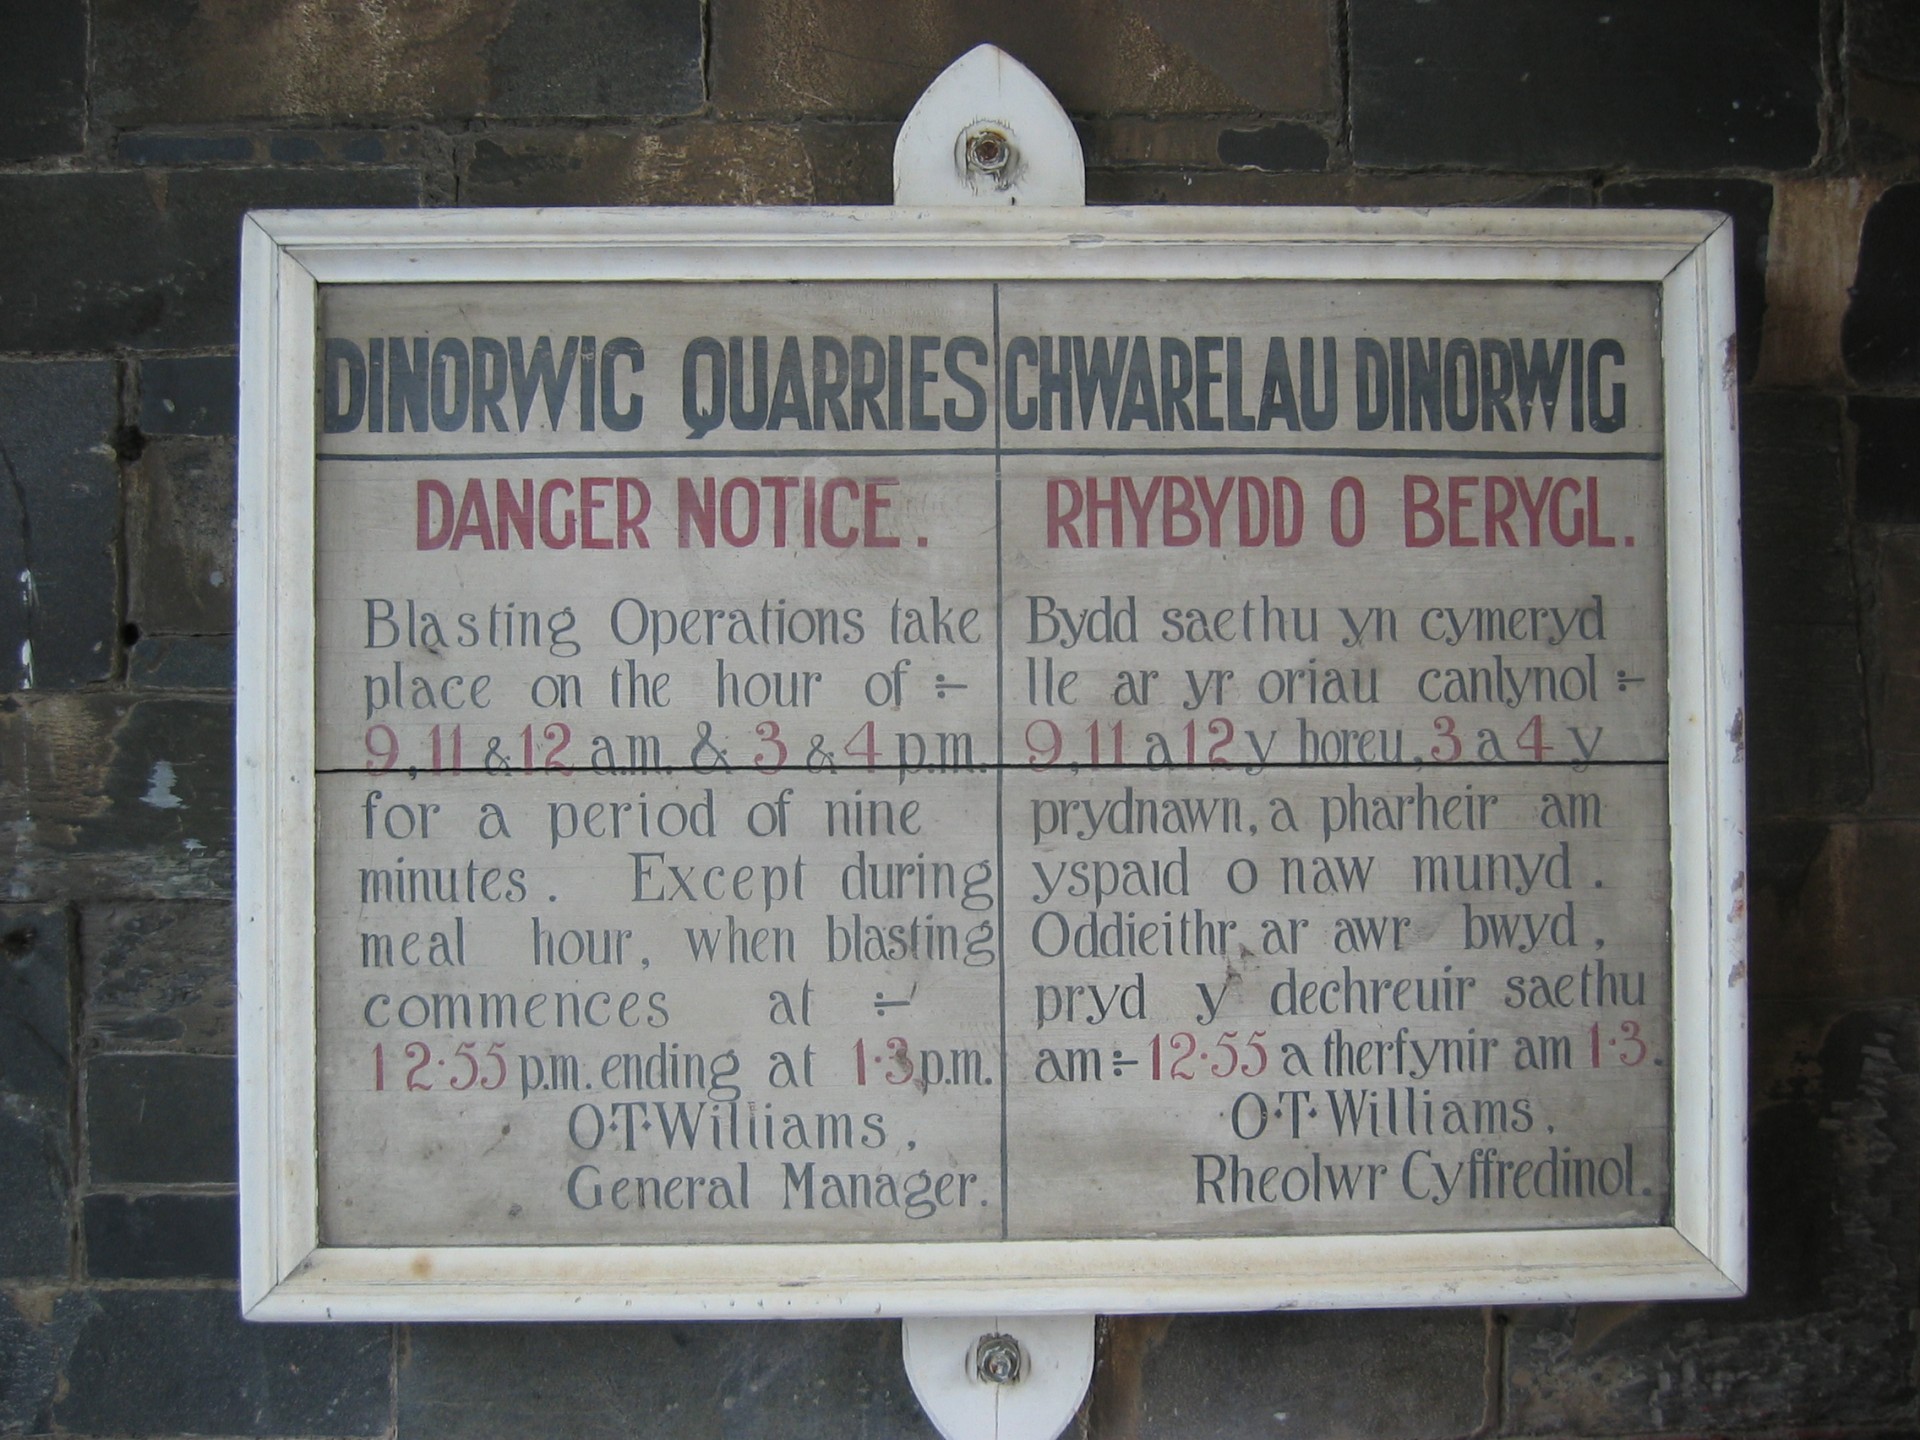 DINORWIC QUARRIES
DANGER NOTICE.
Blasting Operations take
place on the hour of :-
9, 11 & 12 a.m. & 3 & 4 p.m.
for a period of nine
minutes. Except during
meal hour, when blasting
commences at :-
12·55 p.m. ending at 1·3 p.m.
O·T·Williams,
General Manager.
CHWARELAU DINORWIG
RHYBYDD O BERYGL.
Bydd saethu yn cymeryd
lle ar yr oriau canlynol :-
9, 11 a 12 y boreu, 3 a 4 y
prydnawn, a pharheir am
yspaid o naw munyd.
Oddieithr ar awr bwyd,
pryd y dechreuir saethu
am :- 12·55 a therfynir am 1·3.
O·T·Williams,
Rheolwr Cyffredinol.